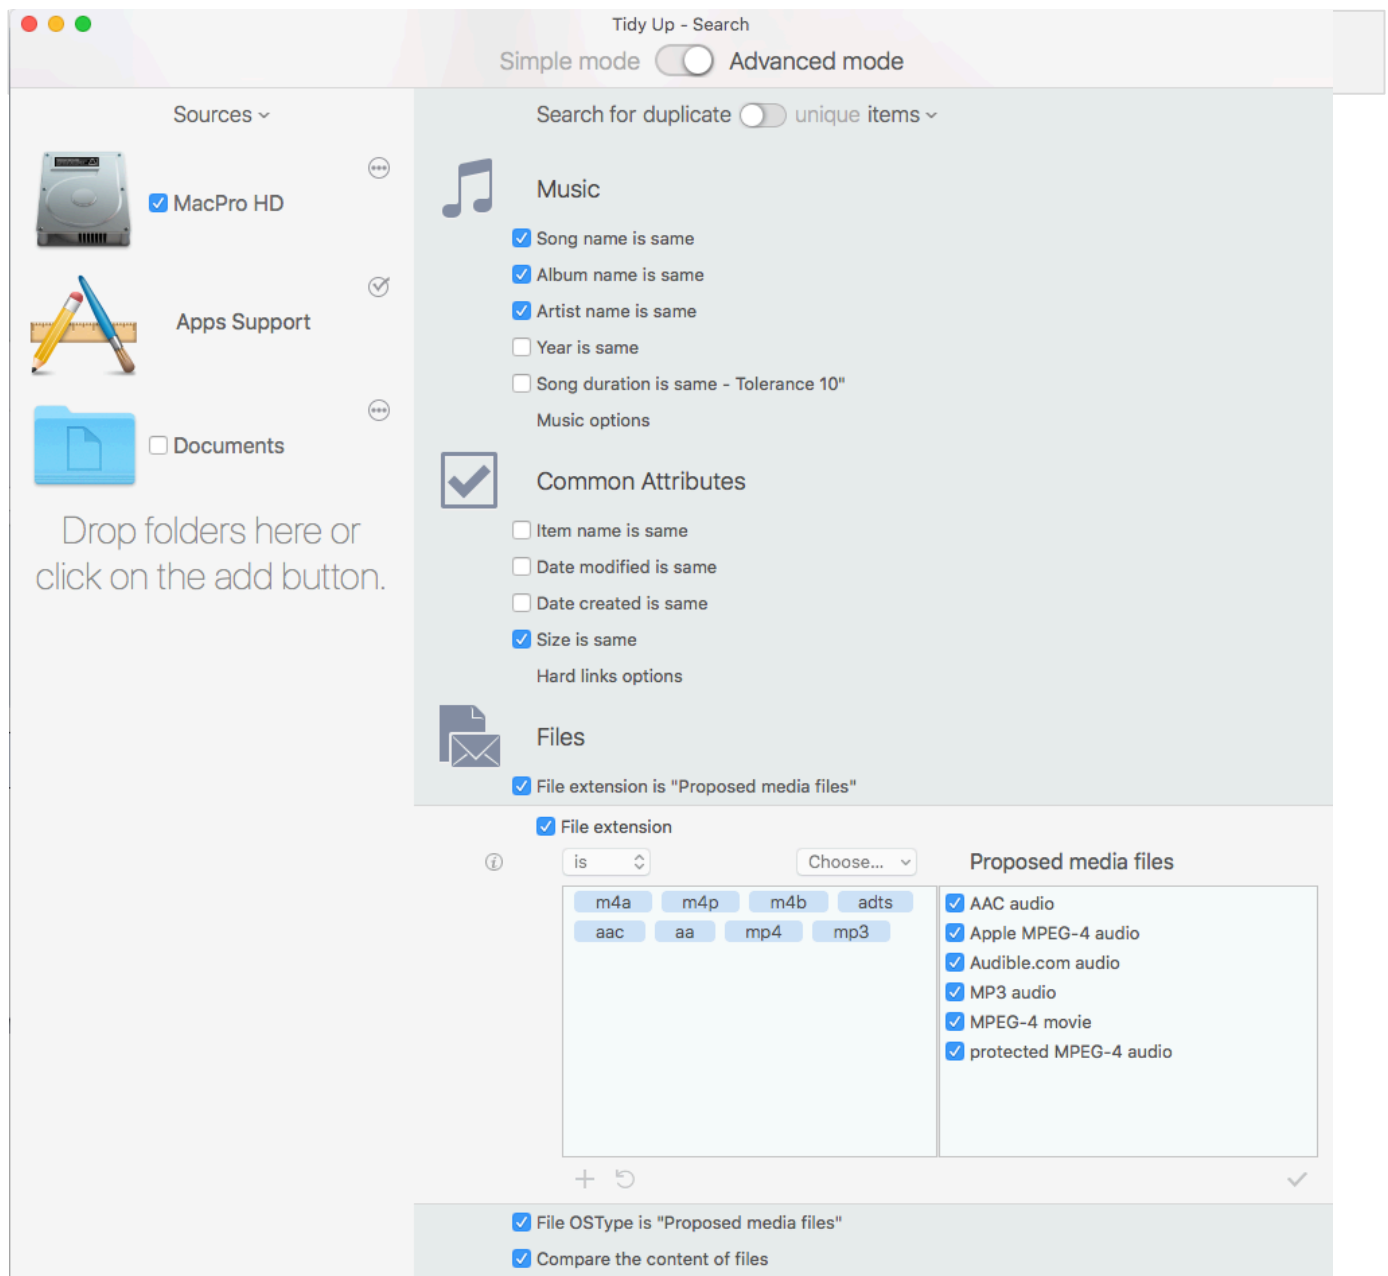 Tidy Up - Search
Simple mode Advanced mode
Sources
MacPro HD
Apps Support
Documents
Drop folders here or
click on the add button.
Search for duplicate unique items
Music
Song name is same
Album name is same
Artist name is same
Year is same
Song duration is same - Tolerance 10"
Music options
Common Attributes
Item name is same
Date modified is same
Date created is same
Size is same
Hard links options
Files
File extension is "Proposed media files"
File extension
is Choose... Proposed media files
m4a m4p m4b adts
aac aa mp4 mp3
AAC audio
Apple MPEG-4 audio
Audible.com audio
MP3 audio
MPEG-4 movie
protected MPEG-4 audio
File OSType is "Proposed media files"
Compare the content of files